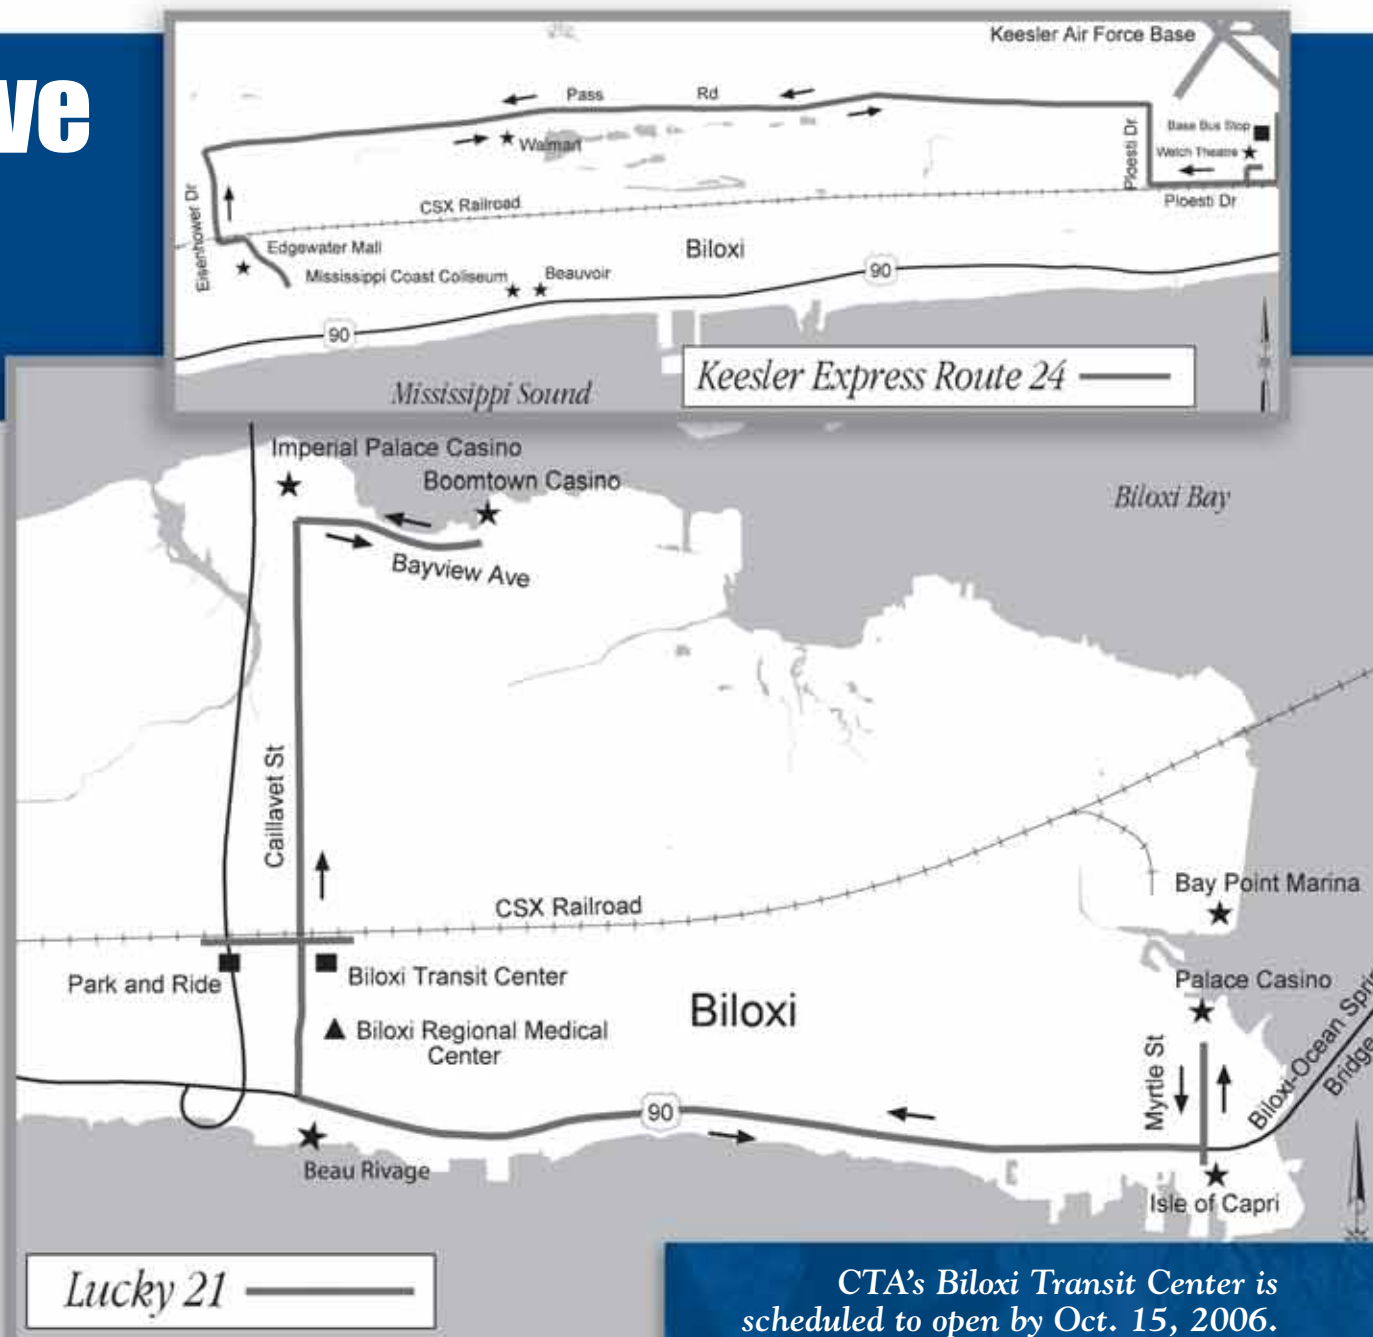 ve
Keesler Air Force Base
Pass Rd
Walmart
Ploesti Dr
Base Bus Stop
Welch Theatre
Ploesti Dr
CSX Railroad
Eisenhower Dr
Edgewater Mall
Biloxi
Mississippi Coast Coliseum
Beauvoir
90
90
Mississippi Sound
Keesler Express Route 24
Imperial Palace Casino
Boomtown Casino
Biloxi Bay
Bayview Ave
Caillavet St
CSX Railroad
Bay Point Marina
Park and Ride
Biloxi Transit Center
Biloxi
Palace Casino
Biloxi Regional Medical
Center
Myrtle St
Biloxi-Ocean Sprin
Bridge
90
Beau Rivage
Isle of Capri
Lucky 21
CTA's Biloxi Transit Center is
scheduled to open by Oct. 15, 2006.